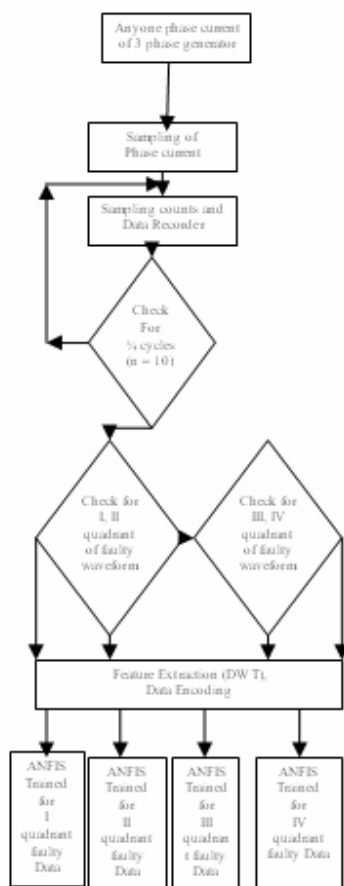 Anyone phase current
of 3 phase generator
Sampling of
Phase current
Sampling counts and
Data Recorder
Check
For
¼ cycles
(n = 10)
Check for
I, II
quadrant
of faulty
waveform
Check for
III, IV
quadrant
of faulty
waveform
Feature Extraction (DWT),
Data Encoding
ANFIS
Trained
for
I
quadrant
faulty
Data
ANFIS
Trained
for
II
quadrant
faulty
Data
ANFIS
Trained
for
III
quadran
t faulty
Data
ANFIS
Trained
for
IV
quadrant
faulty Data